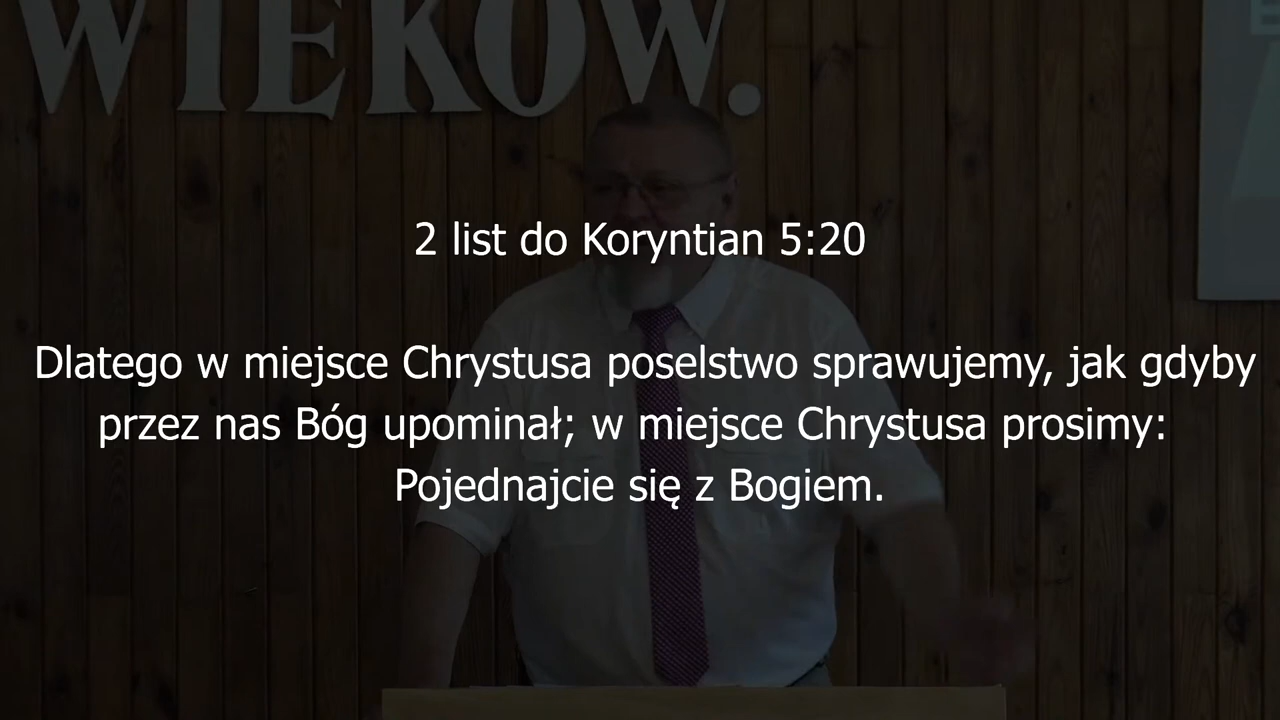 WIEKÓW.
2 list do Koryntian 5:20
Dlatego w miejsce Chrystusa poselstwo sprawujemy, jak gdyby
przez nas Bóg upominał; w miejsce Chrystusa prosimy:
Pojednajcie się z Bogiem.